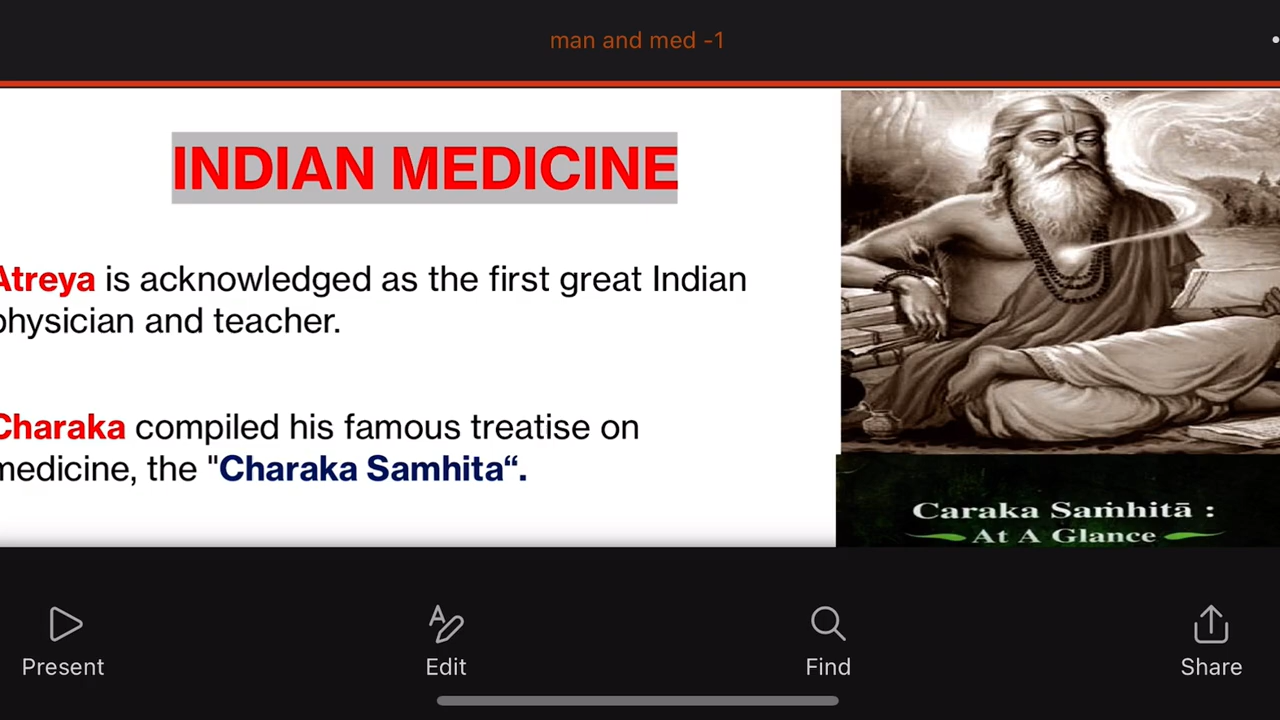 man and med -1
INDIAN MEDICINE
Atreya is acknowledged as the first great Indian
physician and teacher.
Charaka compiled his famous treatise on
medicine, the "Charaka Samhita“.
Caraka Saṁhitā :
At A Glance
Present
Edit
Find
Share